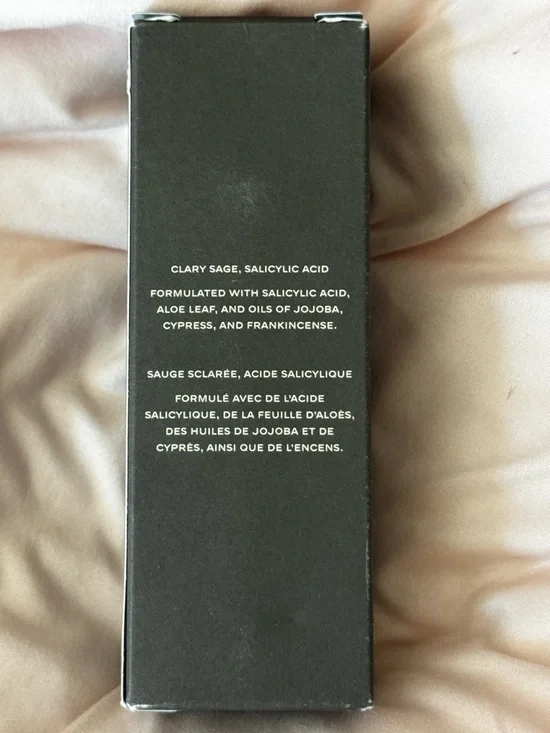 CLARY SAGE, SALICYLIC ACID
FORMULATED WITH SALICYLIC ACID,
ALOE LEAF, AND OILS OF JOJOBA,
CYPRESS, AND FRANKINCENSE.
SAUGE SCLARÉE, ACIDE SALICYLIQUE
FORMULÉ AVEC DE L'ACIDE
SALICYLIQUE, DE LA FEUILLE D'ALOÈS,
DES HUILES DE JOJOBA ET DE
CYPRÈS, AINSI QUE DE L'ENCENS.